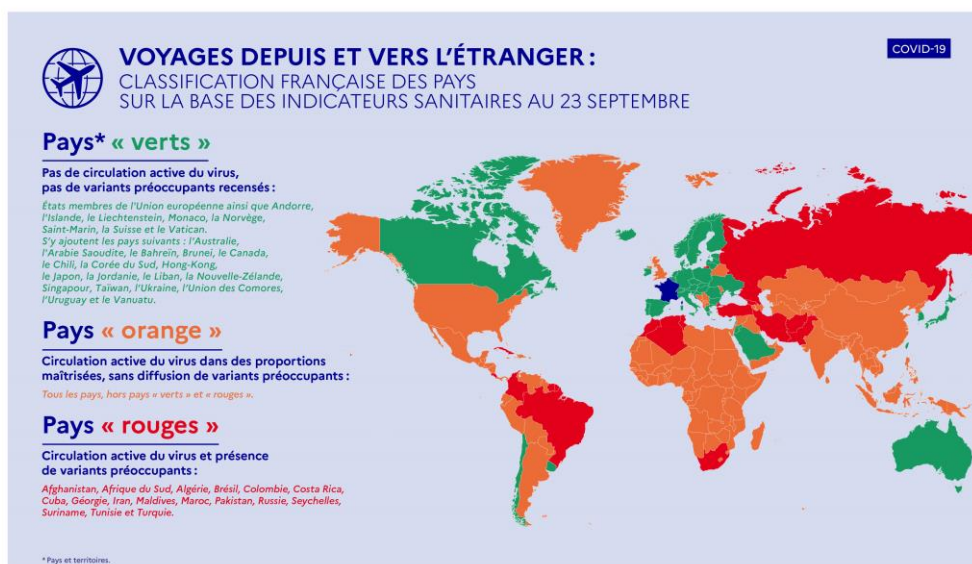 VOYAGES DEPUIS ET VERS L'ÉTRANGER :
CLASSIFICATION FRANÇAISE DES PAYS
SUR LA BASE DES INDICATEURS SANITAIRES AU 23 SEPTEMBRE
COVID-19
Pays* « verts »
Pas de circulation active du virus,
pas de variants préoccupants recensés :
États membres de l'Union européenne ainsi que Andorre,
l'Islande, le Liechtenstein, Monaco, la Norvège,
Saint-Marin, la Suisse et le Vatican.
S'y ajoutent les pays suivants : l'Australie,
l'Arabie Saoudite, le Bahreïn, Brunei, le Canada,
le Chili, la Corée du Sud, Hong-Kong,
le Japon, la Jordanie, le Liban, la Nouvelle-Zélande,
Singapour, Taïwan, l'Ukraine, l'Union des Comores,
l'Uruguay et le Vanuatu.
Pays « orange »
Circulation active du virus dans des proportions
maîtrisées, sans diffusion de variants préoccupants :
Tous les pays, hors pays « verts » et « rouges ».
Pays « rouges »
Circulation active du virus et présence
de variants préoccupants :
Afghanistan, Afrique du Sud, Algérie, Brésil, Colombie, Costa Rica,
Cuba, Géorgie, Iran, Maldives, Maroc, Pakistan, Russie, Seychelles,
Suriname, Tunisie et Turquie.
* Pays et territoires.